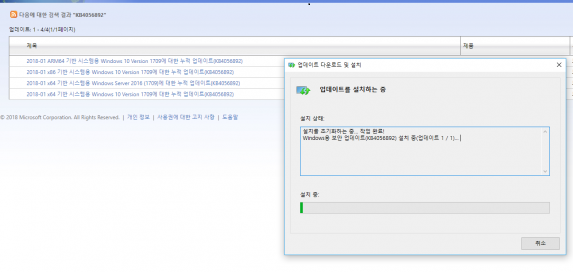 다음에 대한 검색 결과 "KB4056892"
업데이트: 1 - 4/4(1/1페이지)
제목 제품
2018-01 ARM64 기반 시스템용 Windows 10 Version 1709에 대한 누적 업데이트(KB4056892)
2018-01 x86 기반 시스템용 Windows 10 Version 1709에 대한 누적 업데이트(KB4056892)
2018-01 x64 기반 시스템용 Windows Server 2016 (1709)에 대한 누적 업데이트(KB4056892)
2018-01 x64 기반 시스템용 Windows 10 Version 1709에 대한 누적 업데이트(KB4056892)
© 2018 Microsoft Corporation. All Rights Reserved. | 개인 정보 | 사용권에 대한 고지 사항 | 도움말
업데이트 다운로드 및 설치
업데이트를 설치하는 중
설치 상태:
설치를 초기화하는 중... 작업 완료!
Windows용 보안 업데이트(KB4056892) 설치 중(업데이트 1 / 1)...
설치 중:
취소